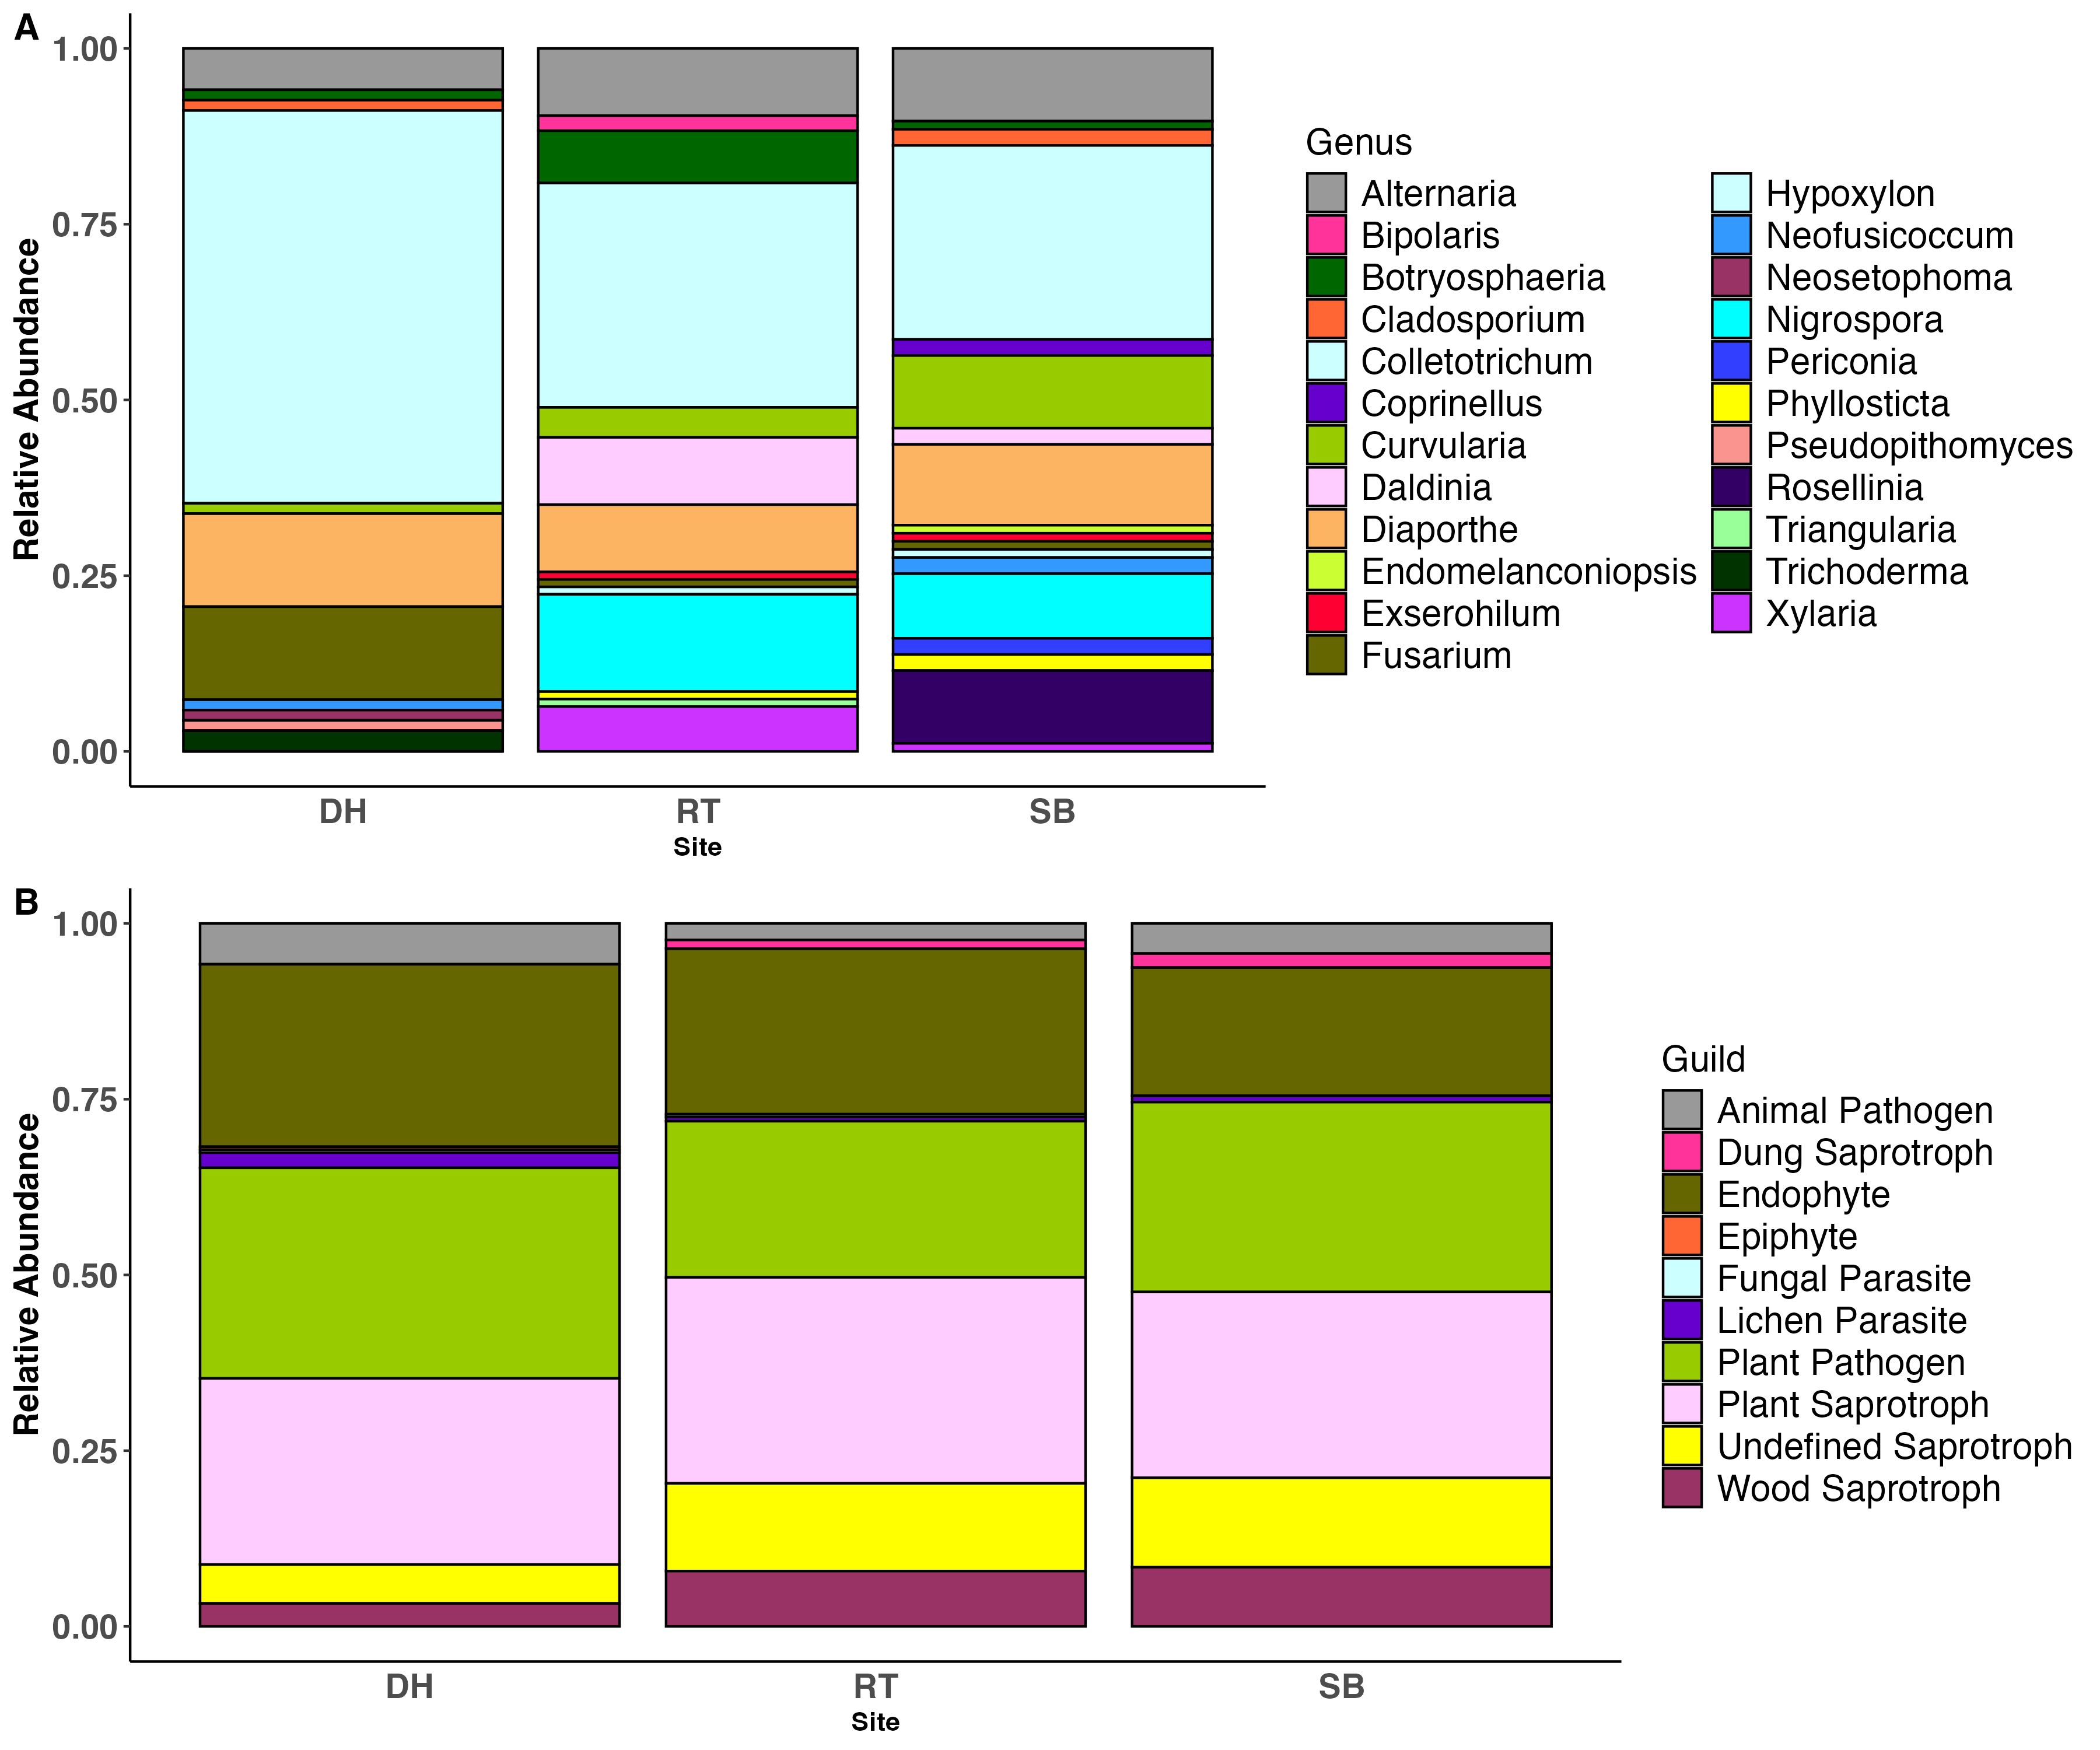 A
1.00
0.75
0.50
0.25
0.00
Relative Abundance
DH RT SB
Site
Genus
Alternaria
Bipolaris
Botryosphaeria
Cladosporium
Colletotrichum
Coprinellus
Curvularia
Daldinia
Diaporthe
Endomelanconiopsis
Exserohilum
Fusarium
Hypoxylon
Neofusicoccum
Neosetophoma
Nigrospora
Periconia
Phyllosticta
Pseudopithomyces
Rosellinia
Triangularia
Trichoderma
Xylaria
B
1.00
0.75
0.50
0.25
0.00
Relative Abundance
DH RT SB
Site
Guild
Animal Pathogen
Dung Saprotroph
Endophyte
Epiphyte
Fungal Parasite
Lichen Parasite
Plant Pathogen
Plant Saprotroph
Undefined Saprotroph
Wood Saprotroph